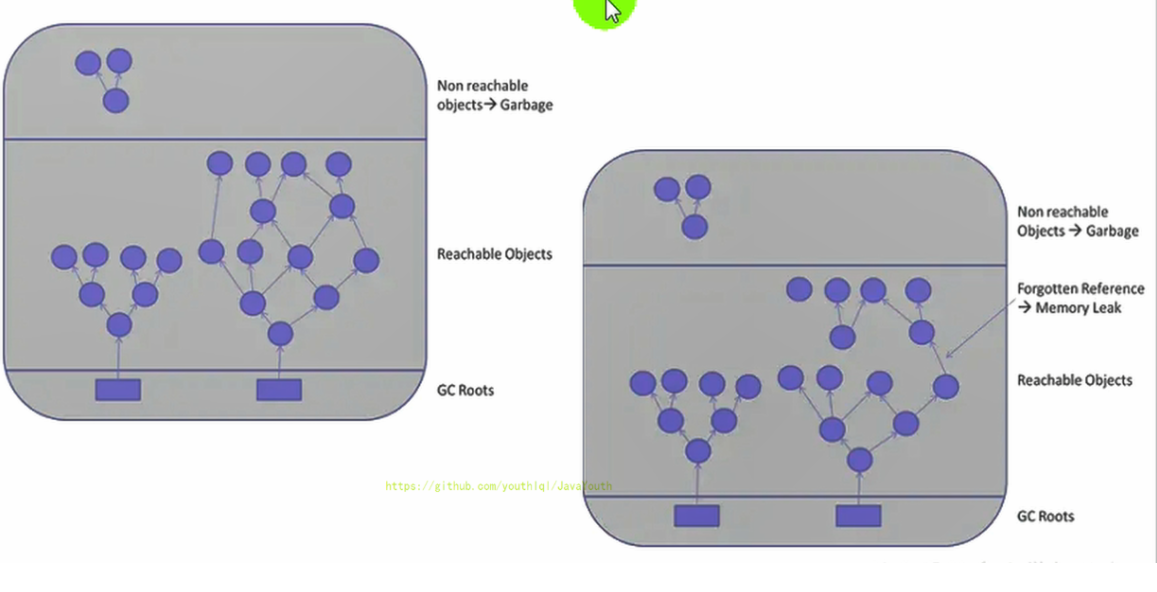 Non reachable
objects→ Garbage
Reachable Objects
GC Roots
Non reachable
Objects → Garbage
Forgotten Reference
→ Memory Leak
Reachable Objects
GC Roots
https://github.com/youthlql/JavaYouth